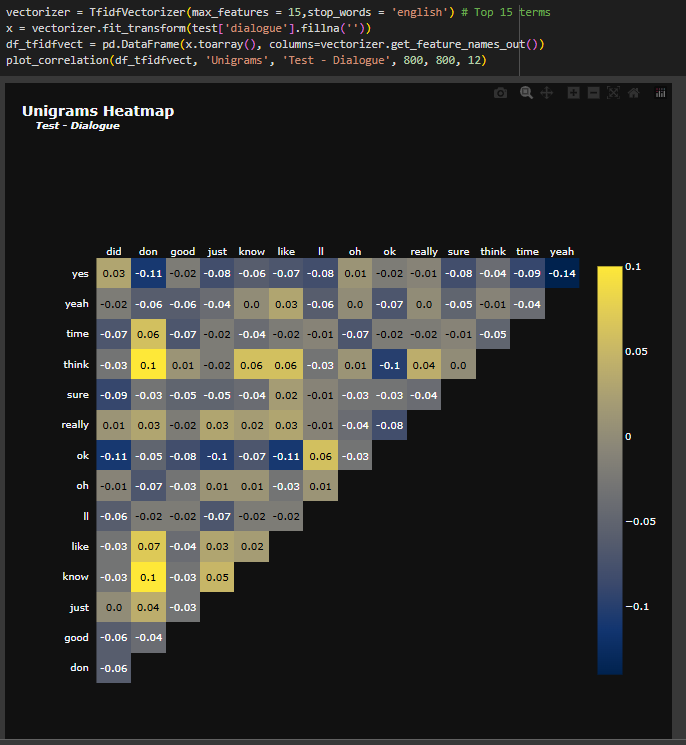 vectorizer = TfidfVectorizer(max_features = 15,stop_words = 'english') # Top 15 terms
x = vectorizer.fit_transform(test['dialogue'].fillna(''))
df_tfidfvect = pd.DataFrame(x.toarray(), columns=vectorizer.get_feature_names_out())
plot_correlation(df_tfidfvect, 'Unigrams', 'Test - Dialogue', 800, 800, 12)
Unigrams Heatmap
Test - Dialogue
did don good just know like ll oh ok really sure think time yeah
yes 0.03 -0.11 -0.02 -0.08 -0.06 -0.07 -0.08 0.01 -0.02 -0.01 -0.08 -0.04 -0.09 -0.14
0.1
yeah -0.02 -0.06 -0.06 -0.04 0.0 0.03 -0.06 0.0 -0.07 0.0 -0.05 -0.01 -0.04
time -0.07 0.06 -0.07 -0.02 -0.04 -0.02 -0.01 -0.07 -0.02 -0.02 -0.01 -0.05
0.05
think -0.03 0.1 0.01 -0.02 0.06 0.06 -0.03 0.01 -0.1 0.04 0.0
sure -0.09 -0.03 -0.05 -0.05 -0.04 0.02 -0.01 -0.03 -0.03 -0.04
really 0.01 0.03 -0.02 0.03 0.02 0.03 -0.01 -0.04 -0.08
0
ok -0.11 -0.05 -0.08 -0.1 -0.07 -0.11 0.06 -0.03
oh -0.01 -0.07 -0.03 0.01 0.01 -0.03 0.01
ll -0.06 -0.02 -0.02 -0.07 -0.02 -0.02
−0.05
like -0.03 0.07 -0.04 0.03 0.02
know -0.03 0.1 -0.03 0.05
just 0.0 0.04 -0.03
−0.1
good -0.06 -0.04
don -0.06